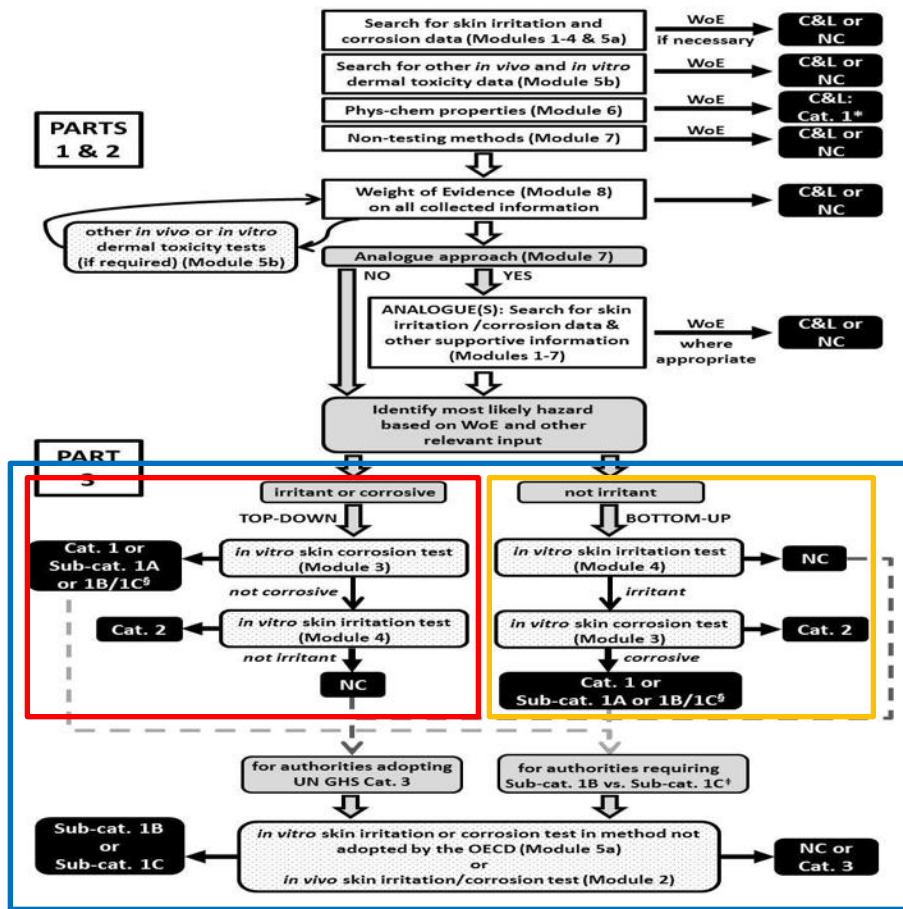 Search for skin irritation and
corrosion data (Modules 1-4 & 5a)
WoE
if necessary
C&L or
NC
Search for other in vivo and in vitro
dermal toxicity data (Module 5b)
WoE
C&L or
NC
Phys-chem properties (Module 6)
WoE
C&L:
Cat. 1*
PARTS
1 & 2
Non-testing methods (Module 7)
WoE
C&L or
NC
Weight of Evidence (Module 8)
on all collected information
C&L or
NC
other in vivo or in vitro
dermal toxicity tests
(if required) (Module 5b)
Analogue approach (Module 7)
NO
YES
ANALOGUE(S): Search for skin
irritation /corrosion data &
other supportive information
(Modules 1-7)
WoE
where
appropriate
C&L or
NC
Identify most likely hazard
based on WoE and other
relevant input
PART
3
irritant or corrosive
not irritant
TOP-DOWN
BOTTOM-UP
Cat. 1 or
Sub-cat. 1A
or 1B/1C§
in vitro skin corrosion test
(Module 3)
in vitro skin irritation test
(Module 4)
NC
not corrosive
irritant
Cat. 2
in vitro skin irritation test
(Module 4)
in vitro skin corrosion test
(Module 3)
Cat. 2
not irritant
corrosive
NC
Cat. 1 or
Sub-cat. 1A or 1B/1C§
for authorities adopting
UN GHS Cat. 3
for authorities requiring
Sub-cat. 1B vs. Sub-cat. 1C‡
Sub-cat. 1B
or
Sub-cat. 1C
in vitro skin irritation or corrosion test in method not
adopted by the OECD (Module 5a)
or
in vivo skin irritation/corrosion test (Module 2)
NC or
Cat. 3